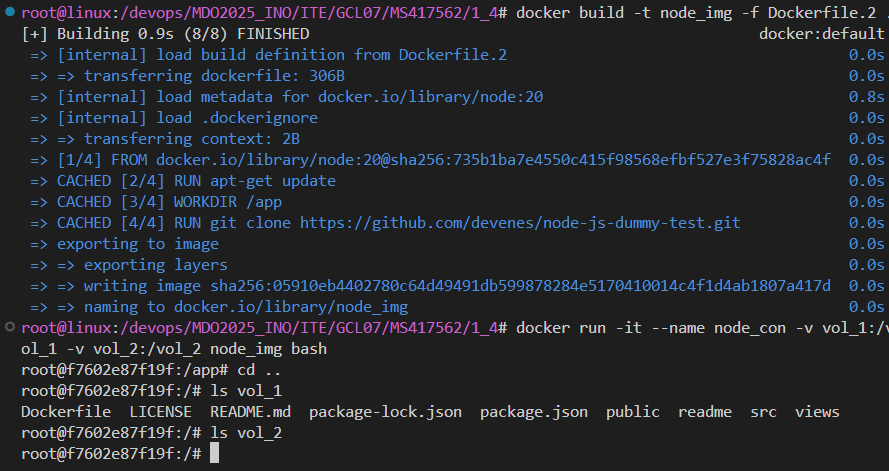 root@linux:/devops/MDO2025_INO/ITE/GCL07/MS417562/1_4# docker build -t node_img -f Dockerfile.2 .
[+] Building 0.9s (8/8) FINISHED docker:default
=> [internal] load build definition from Dockerfile.2 0.0s
=> => transferring dockerfile: 306B 0.0s
=> [internal] load metadata for docker.io/library/node:20 0.8s
=> [internal] load .dockerignore 0.0s
=> => transferring context: 2B 0.0s
=> [1/4] FROM docker.io/library/node:20@sha256:735b1ba7e4550c415f98568efbf527e3f75828ac4f 0.0s
=> CACHED [2/4] RUN apt-get update 0.0s
=> CACHED [3/4] WORKDIR /app 0.0s
=> CACHED [4/4] RUN git clone https://github.com/devenes/node-js-dummy-test.git 0.0s
=> exporting to image 0.0s
=> => exporting layers 0.0s
=> => writing image sha256:05910eb4402780c64d49491db599878284e5170410014c4f1d4ab1807a417d 0.0s
=> => naming to docker.io/library/node_img 0.0s
root@linux:/devops/MDO2025_INO/ITE/GCL07/MS417562/1_4# docker run -it --name node_con -v vol_1:/v
ol_1 -v vol_2:/vol_2 node_img bash
root@f7602e87f19f:/app# cd ..
root@f7602e87f19f:/# ls vol_1
Dockerfile LICENSE README.md package-lock.json package.json public readme src views
root@f7602e87f19f:/# ls vol_2
root@f7602e87f19f:/#